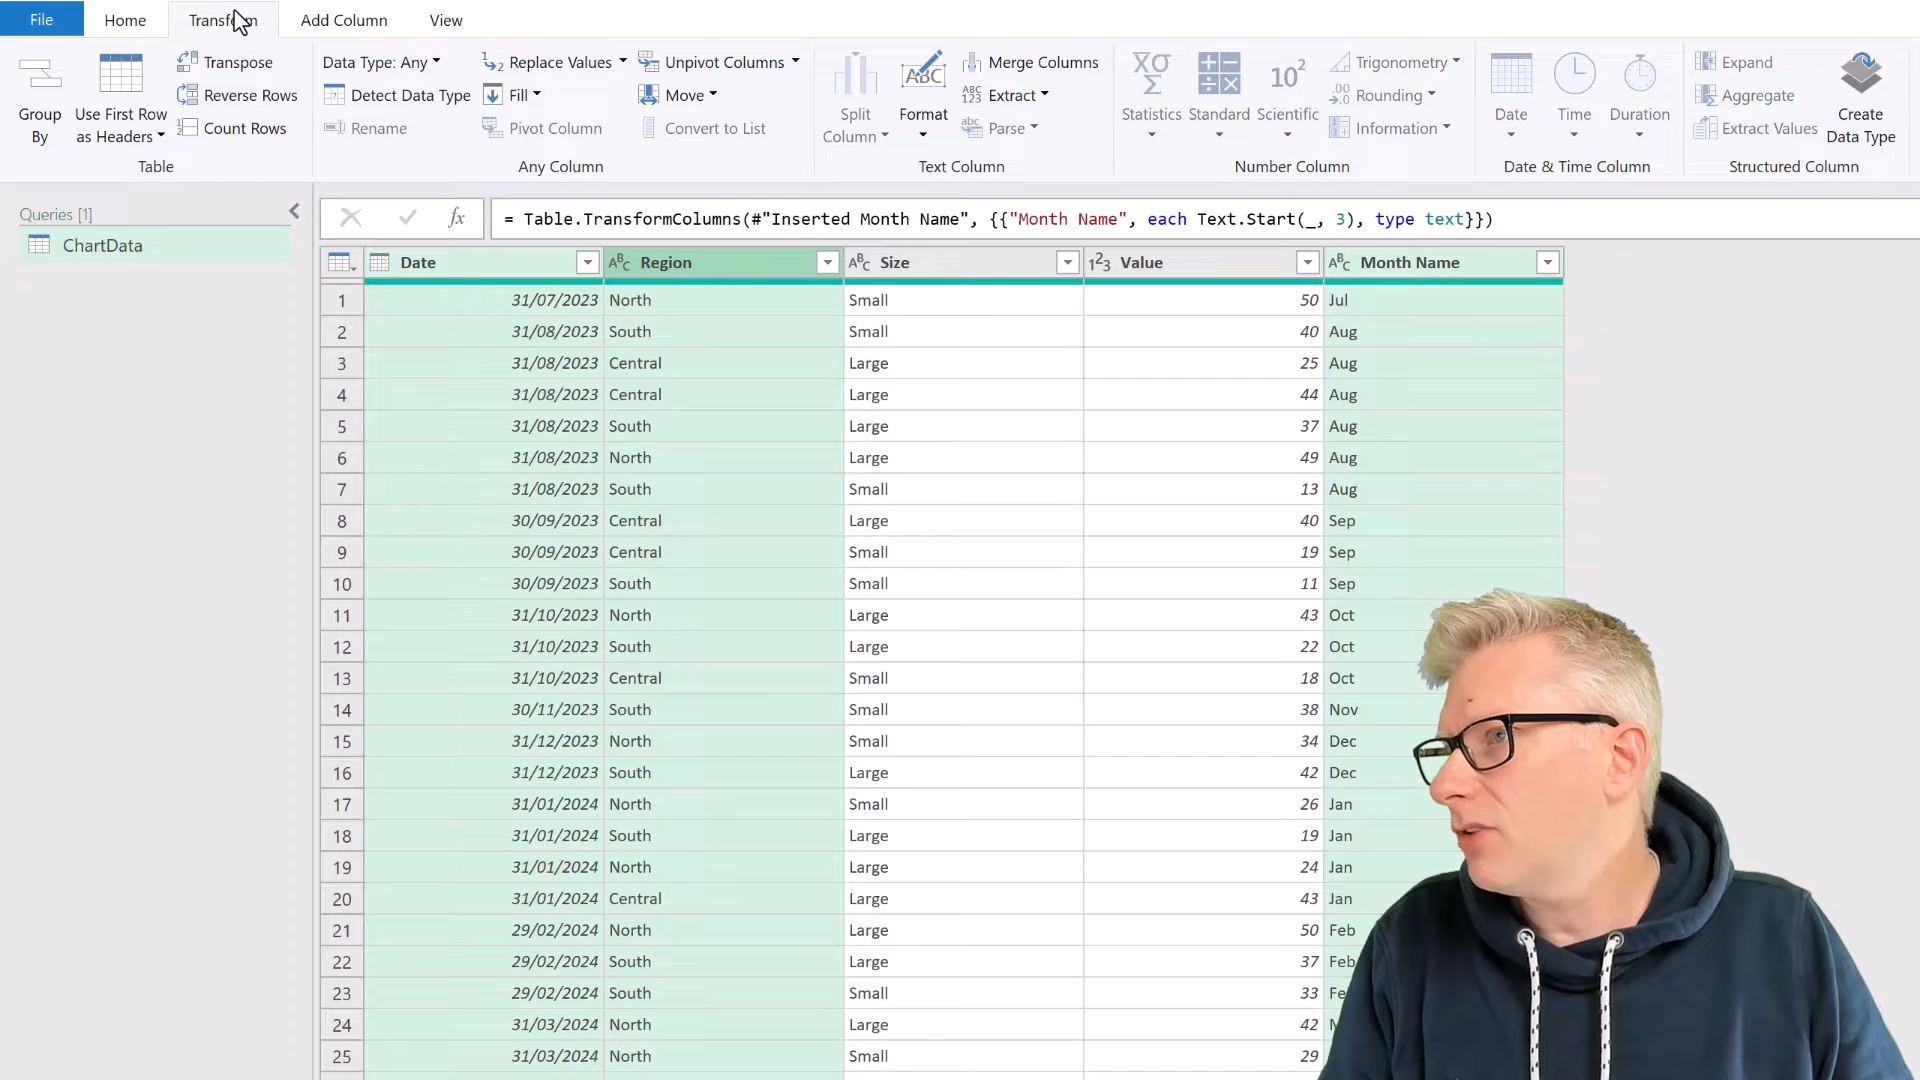 File Home Transform Add Column View
Group By
Use First Row as Headers
Transpose
Reverse Rows
Count Rows
Table
Data Type: Any
Detect Data Type
Rename
Replace Values
Fill
Pivot Column
Unpivot Columns
Move
Convert to List
Any Column
Split Column
ABC
Format
Merge Columns
ABC 123 Extract
abc Parse
Text Column
ΧΟ Σ
Statistics
Standard
10²
Scientific
Trigonometry
.00 Rounding
Information
Number Column
Date
Time
Duration
Date & Time Column
Expand
Aggregate
Extract Values
Structured Column
Create Data Type
Queries [1]
ChartData
fx = Table.TransformColumns(#"Inserted Month Name", {{"Month Name", each Text.Start(_, 3), type text}})
Date ABC Region ABC Size 123 Value ABC Month Name
1 31/07/2023 North Small 50 Jul
2 31/08/2023 South Small 40 Aug
3 31/08/2023 Central Large 25 Aug
4 31/08/2023 Central Large 44 Aug
5 31/08/2023 South Large 37 Aug
6 31/08/2023 North Large 49 Aug
7 31/08/2023 South Small 13 Aug
8 30/09/2023 Central Large 40 Sep
9 30/09/2023 Central Small 19 Sep
10 30/09/2023 South Small 11 Sep
11 31/10/2023 North Large 43 Oct
12 31/10/2023 South Large 22 Oct
13 31/10/2023 Central Small 18 Oct
14 30/11/2023 South Small 38 Nov
15 31/12/2023 North Small 34 Dec
16 31/12/2023 South Large 42 Dec
17 31/01/2024 North Small 26 Jan
18 31/01/2024 South Large 19 Jan
19 31/01/2024 North Large 24 Jan
20 31/01/2024 Central Large 43 Jan
21 29/02/2024 North Large 50 Feb
22 29/02/2024 South Large 37 Feb
23 29/02/2024 South Small 33
24 31/03/2024 North Large 42
25 31/03/2024 North Small 29